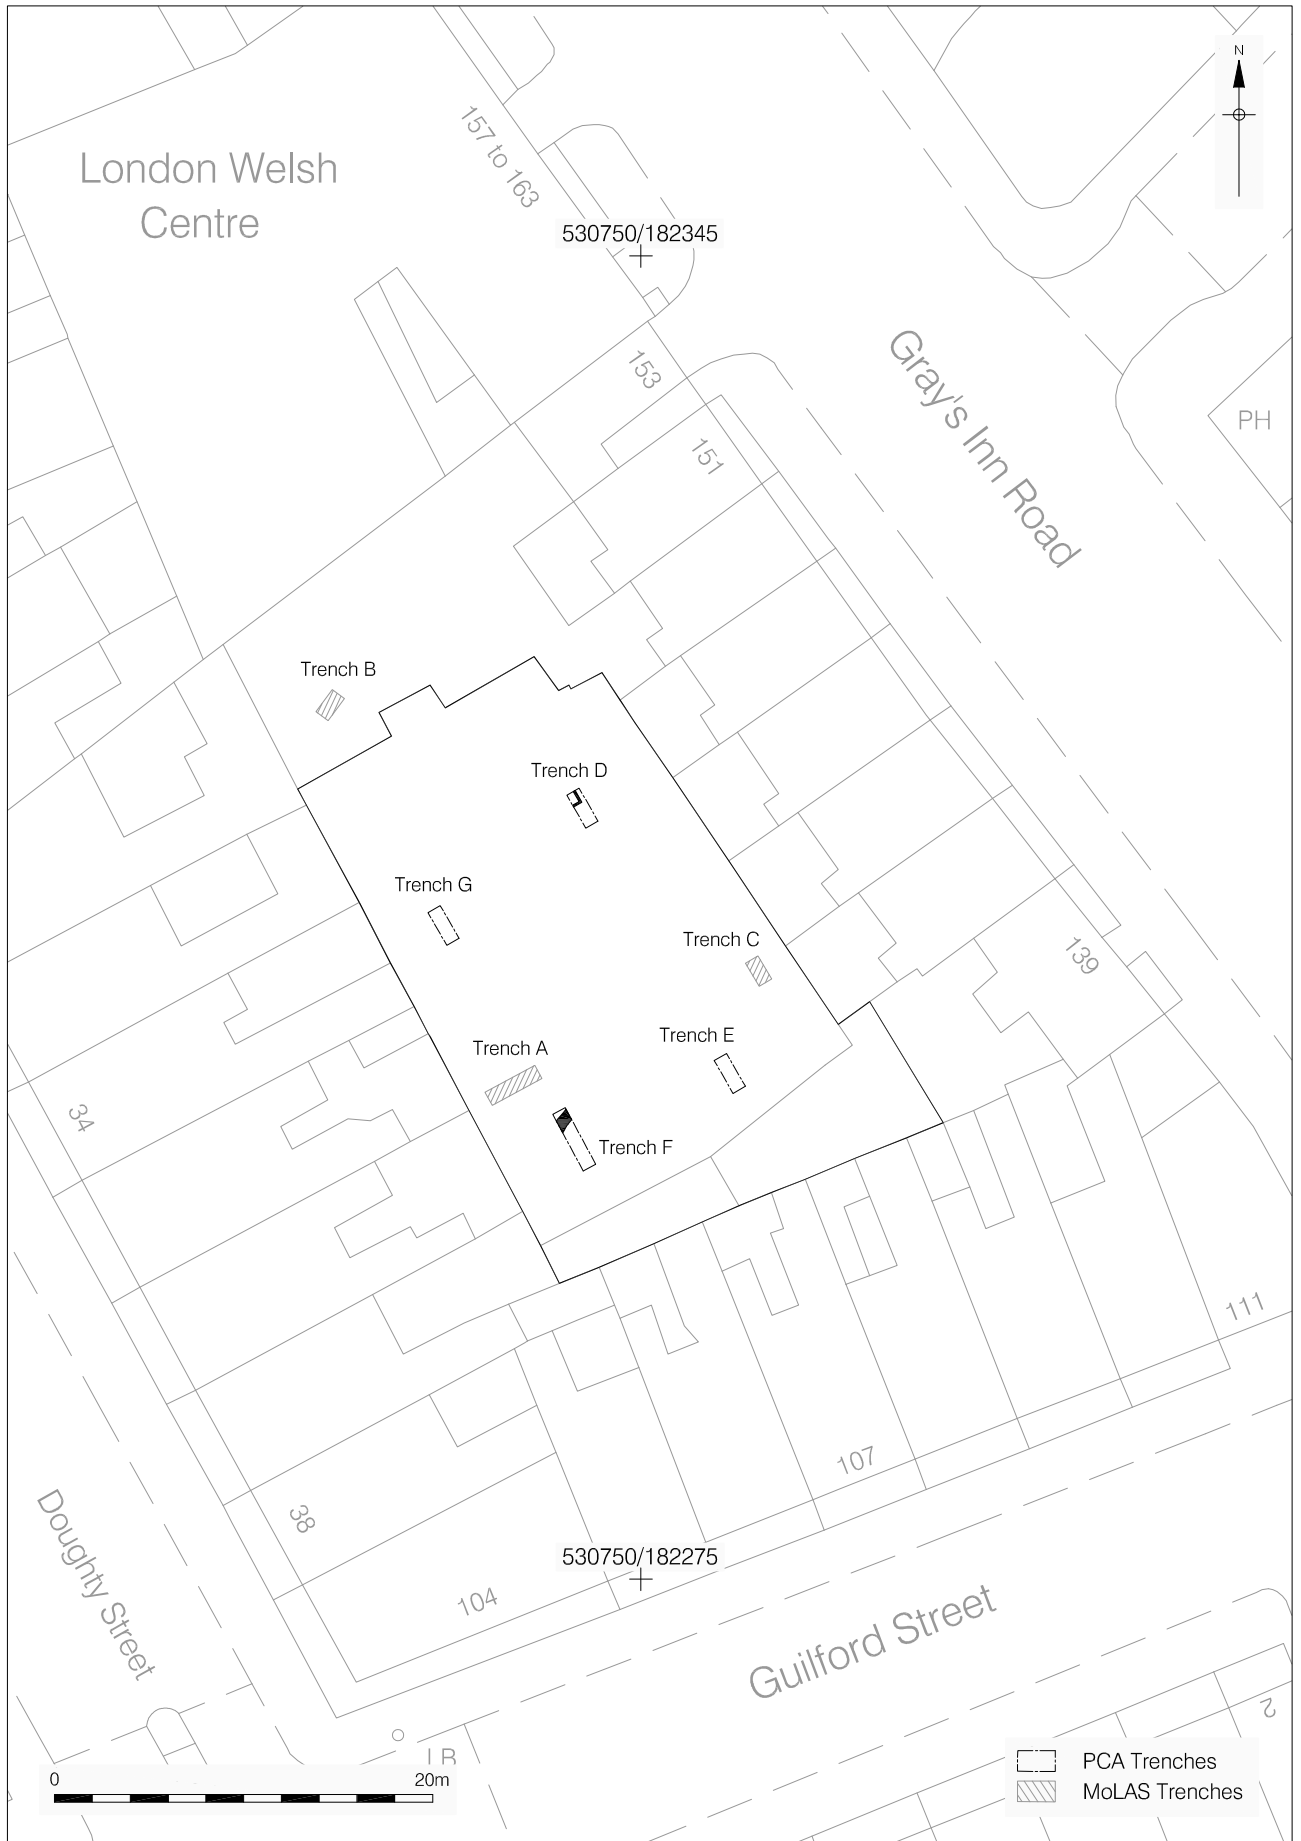 N
London Welsh
Centre
157 to 163
530750/182345
153
151
Gray's Inn Road
PH
Trench B
Trench D
Trench G
Trench C
139
Trench A
Trench E
34
Trench F
111
107
38
530750/182275
104
Doughty Street
Guilford Street
2
0
20m
PCA Trenches
MoLAS Trenches